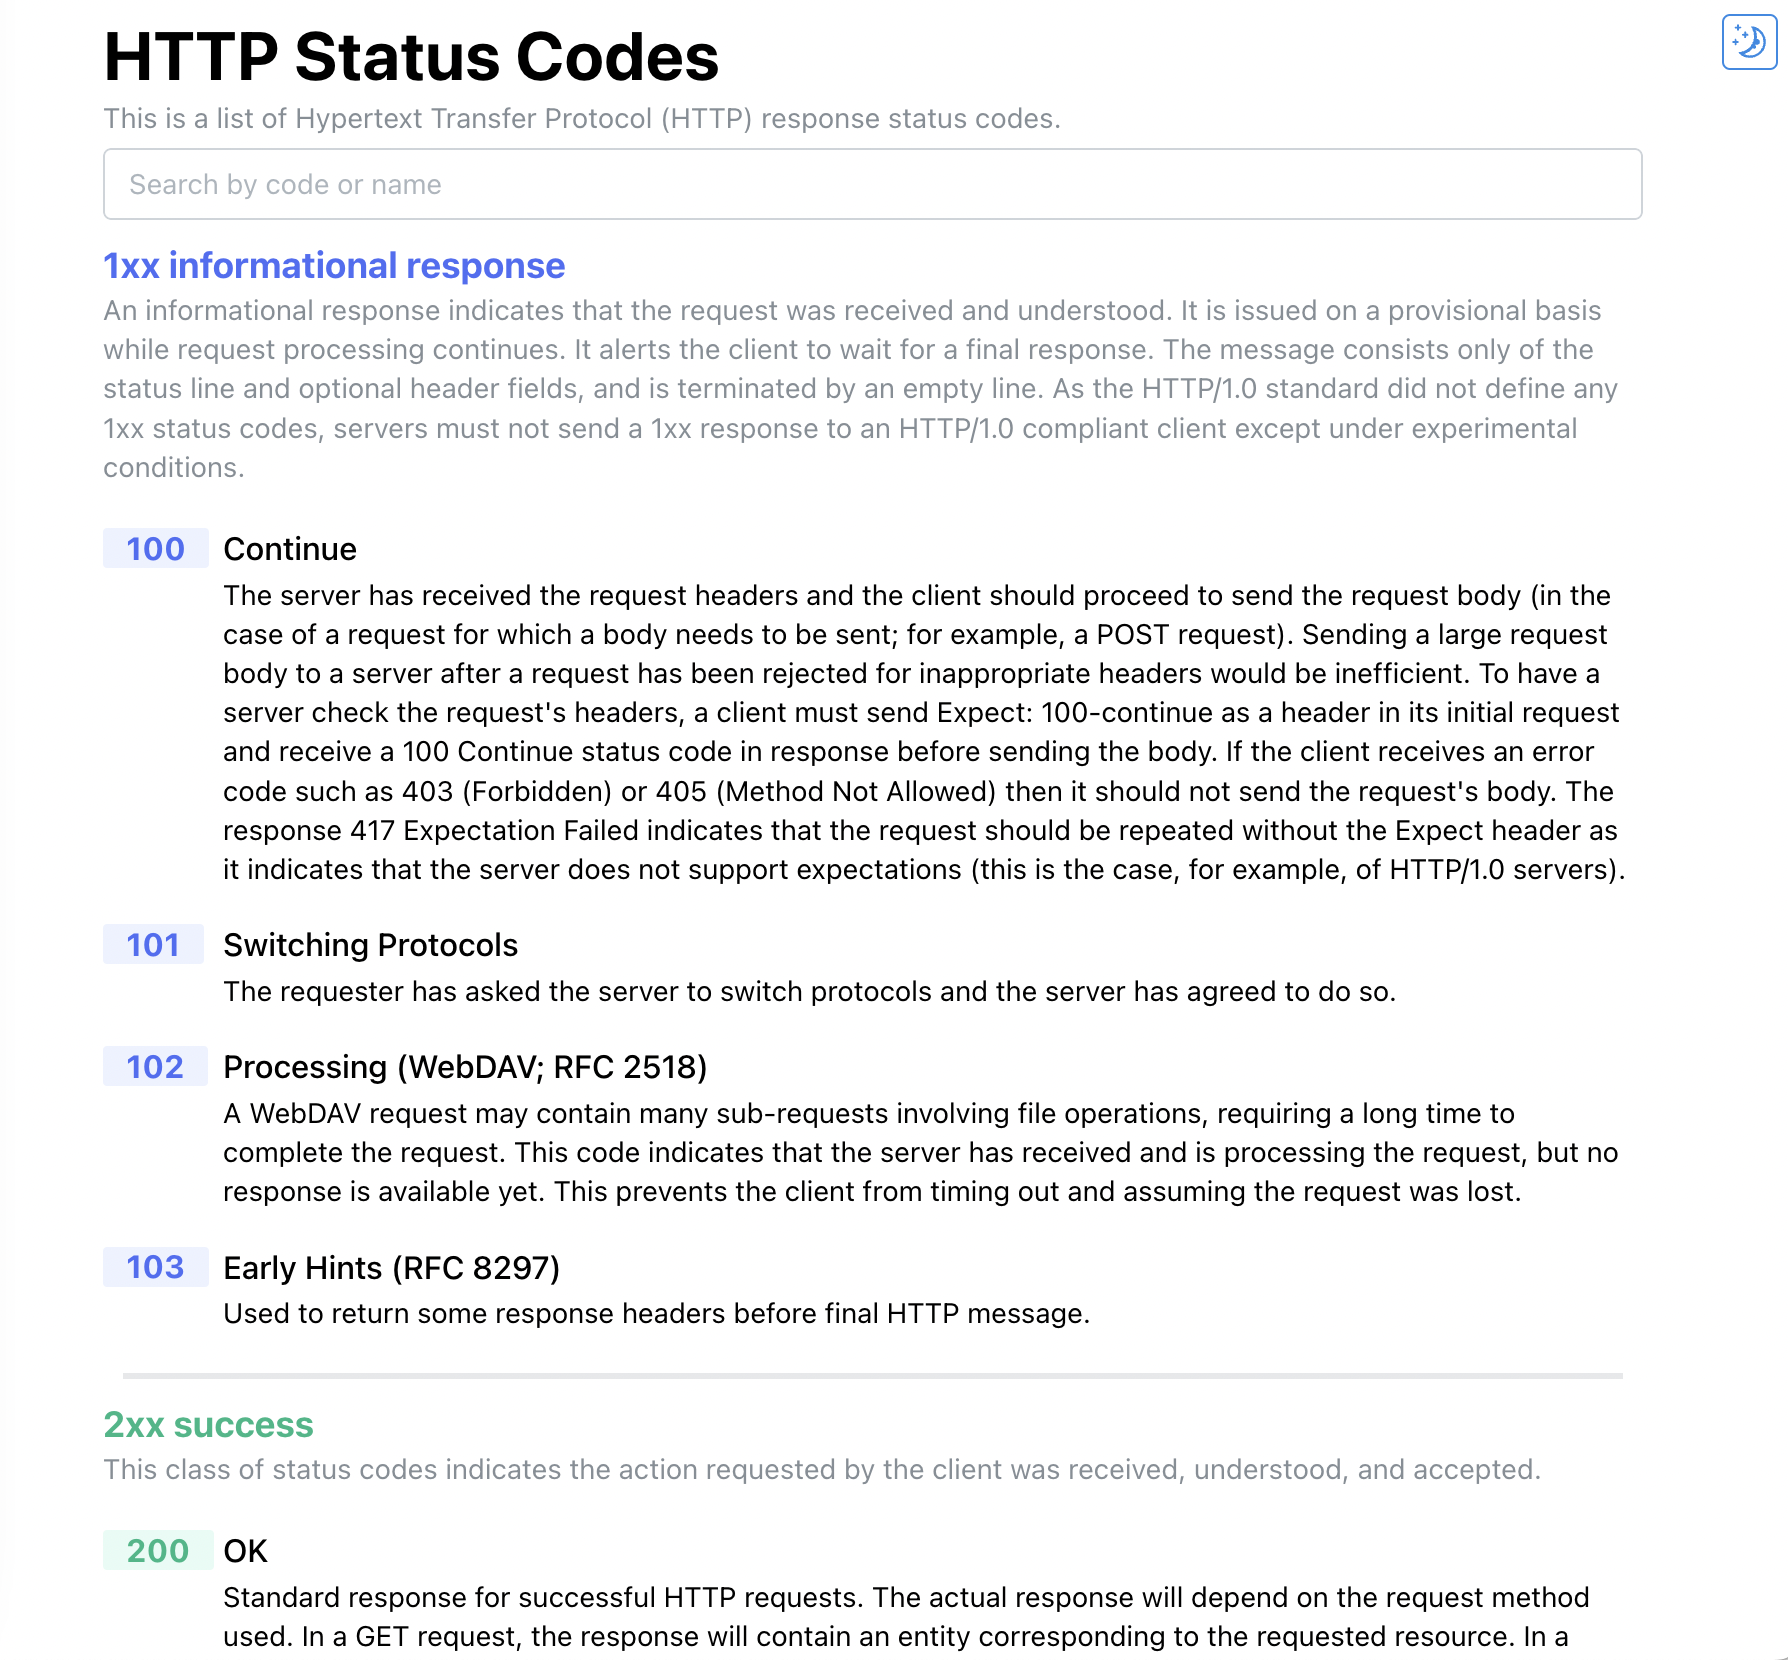 HTTP Status Codes
This is a list of Hypertext Transfer Protocol (HTTP) response status codes.
Search by code or name
1xx informational response
An informational response indicates that the request was received and understood. It is issued on a provisional basis
while request processing continues. It alerts the client to wait for a final response. The message consists only of the
status line and optional header fields, and is terminated by an empty line. As the HTTP/1.0 standard did not define any
1xx status codes, servers must not send a 1xx response to an HTTP/1.0 compliant client except under experimental
conditions.
100 Continue
The server has received the request headers and the client should proceed to send the request body (in the
case of a request for which a body needs to be sent; for example, a POST request). Sending a large request
body to a server after a request has been rejected for inappropriate headers would be inefficient. To have a
server check the request's headers, a client must send Expect: 100-continue as a header in its initial request
and receive a 100 Continue status code in response before sending the body. If the client receives an error
code such as 403 (Forbidden) or 405 (Method Not Allowed) then it should not send the request's body. The
response 417 Expectation Failed indicates that the request should be repeated without the Expect header as
it indicates that the server does not support expectations (this is the case, for example, of HTTP/1.0 servers).
101 Switching Protocols
The requester has asked the server to switch protocols and the server has agreed to do so.
102 Processing (WebDAV; RFC 2518)
A WebDAV request may contain many sub-requests involving file operations, requiring a long time to
complete the request. This code indicates that the server has received and is processing the request, but no
response is available yet. This prevents the client from timing out and assuming the request was lost.
103 Early Hints (RFC 8297)
Used to return some response headers before final HTTP message.
2xx success
This class of status codes indicates the action requested by the client was received, understood, and accepted.
200 OK
Standard response for successful HTTP requests. The actual response will depend on the request method
used. In a GET request, the response will contain an entity corresponding to the requested resource. In a